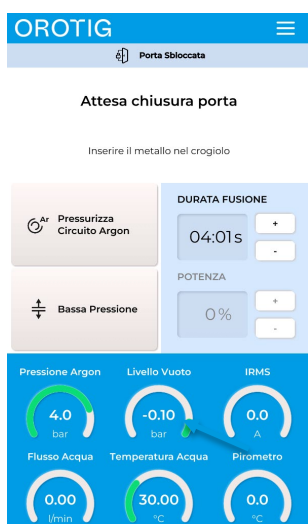 OROTIG
Porta Sbloccata
Attesa chiusura porta
Inserire il metallo nel crogiolo
Ar
Pressurizza
Circuito Argon
Bassa Pressione
DURATA FUSIONE
04:01s
+
-
POTENZA
0%
+
-
Pressione Argon
Livello Vuoto
IRMS
4.0
bar
-0.10
bar
0.0
A
Flusso Acqua
Temperatura Acqua
Pirometro
0.00
l/min
30.00
°C
0.0
°C